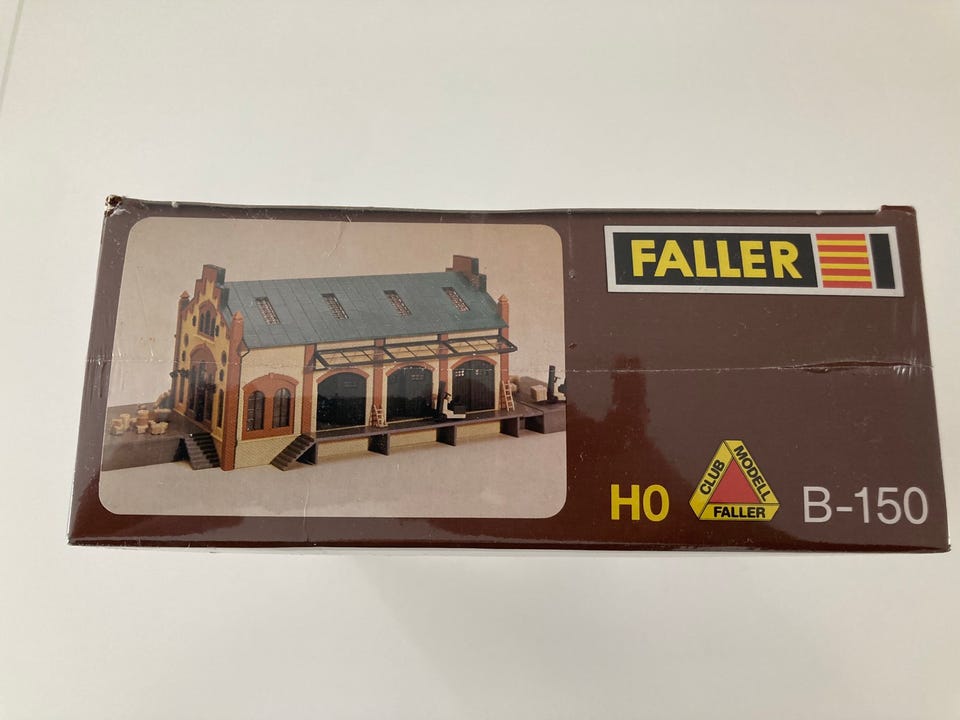 FALLER
H0
CLUB
MODELL
FALLER
B-150